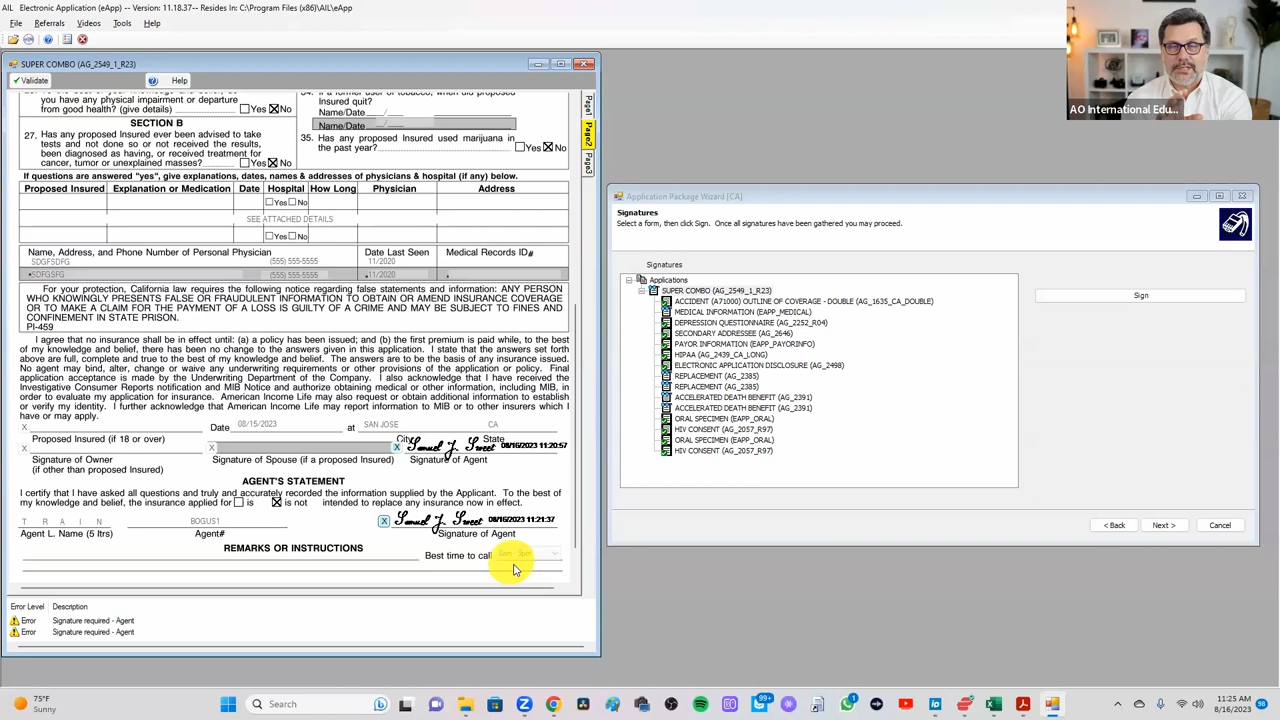 AIL Electronic Application (eApp) -- Version: 11.18.37-- Resides In: C:\Program Files (x86)\AIL\eApp
File Referrals Videos Tools Help
SUPER COMBO (AG_2549_1_R23)
Validate Help
you have any physical impairment or departure
from good health? (give details) Yes No
SECTION B
27. Has any proposed Insured ever been advised to take
tests and not done so or not received the results,
been diagnosed as having, or received treatment for
cancer, tumor or unexplained masses? Yes No
Insured quit?
Name/Date
Name/Date
35. Has any proposed Insured used marijuana in
the past year? Yes No
Page1
Page2
Page3
If questions are answered "yes", give explanations, dates, names & addresses of physicians & hospital (if any) below.
Proposed Insured Explanation or Medication Date Hospital How Long Physician Address
Yes No
SEE ATTACHED DETAILS
Yes No
Name, Address, and Phone Number of Personal Physician Date Last Seen Medical Records ID#
SDGFSDFG (555) 555-5555 11/2020
SDFGSFG (555) 555-5555 11/2020
For your protection, California law requires the following notice regarding false statements: ANY PERSON
WHO KNOWINGLY PRESENTS FALSE OR FRAUDULENT INFORMATION TO OBTAIN OR AMEND INSURANCE COVERAGE
OR TO MAKE A CLAIM FOR THE PAYMENT OF A LOSS IS GUILTY OF A CRIME AND MAY BE SUBJECT TO FINES AND
CONFINEMENT IN STATE PRISON.
PI-459
I agree that no insurance shall be in effect until: (a) a policy has been issued; and (b) the first premium is paid while, to the best
of my knowledge and belief, there has been no change to the answers given in this application. I state that the answers set forth
above are full, complete and true to the best of my knowledge and belief. The answers are to be the basis of any insurance issued.
No agent may bind, alter, change or waive any underwriting requirements or other provisions of the application or policy. Final
application acceptance is made by the Underwriting Department of the Company. I also acknowledge that I have received the
Investigative Consumer Reports notification and MIB Notice and authorize obtaining medical or other information, including MIB, in
order to evaluate my application for insurance. American Income Life may also request or obtain additional information to establish
or verify my identity. I further acknowledge that American Income Life may report information to MIB or to other insurers which I
have or may apply.
X Date 08/15/2023 at SAN JOSE CA
Proposed Insured (if 18 or over) City State
X X X Samuel J. Sweet 08/16/2023 11:20:57
Signature of Owner Signature of Spouse (if a proposed Insured) Signature of Agent
(if other than proposed Insured)
AGENT'S STATEMENT
I certify that I have asked all questions and truly and accurately recorded the information supplied by the Applicant. To the best of
my knowledge and belief, the insurance applied for is is not intended to replace any insurance now in effect.
T R A I N BOGUS1 X Samuel J. Sweet 08/16/2023 11:21:37
Agent L. Name (5 ltrs) Agent# Signature of Agent
REMARKS OR INSTRUCTIONS
Best time to call
Error Level Description
Error Signature required - Agent
Error Signature required - Agent
Application Package Wizard [CA]
Signatures
Select a form, then click Sign. Once all signatures have been gathered you may proceed.
Signatures
Applications
SUPER COMBO (AG_2549_1_R23)
ACCIDENT (A71000) OUTLINE OF COVERAGE - DOUBLE (AG_1635_CA_DOUBLE)
MEDICAL INFORMATION (EAPP_MEDICAL)
DEPRESSION QUESTIONNAIRE (AG_2252_R04)
SECONDARY ADDRESSEE (AG_2646)
PAYOR INFORMATION (EAPP_PAYORINFO)
HIPAA (AG_2439_CA_LONG)
ELECTRONIC APPLICATION DISCLOSURE (AG_2498)
REPLACEMENT (AG_2385)
REPLACEMENT (AG_2385)
ACCELERATED DEATH BENEFIT (AG_2391)
ACCELERATED DEATH BENEFIT (AG_2391)
ORAL SPECIMEN (EAPP_ORAL)
HIV CONSENT (AG_2057_R97)
ORAL SPECIMEN (EAPP_ORAL)
HIV CONSENT (AG_2057_R97)
Sign
< Back Next > Cancel
AO International Edu...
75°F
Sunny
Search
99+
1
11:25 AM
8/16/2023